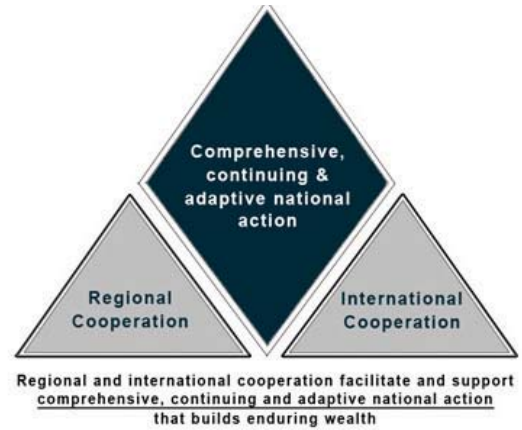 Comprehensive,
continuing &
adaptive national
action
Regional
Cooperation
International
Cooperation
Regional and international cooperation facilitate and support
comprehensive, continuing and adaptive national action
that builds enduring wealth